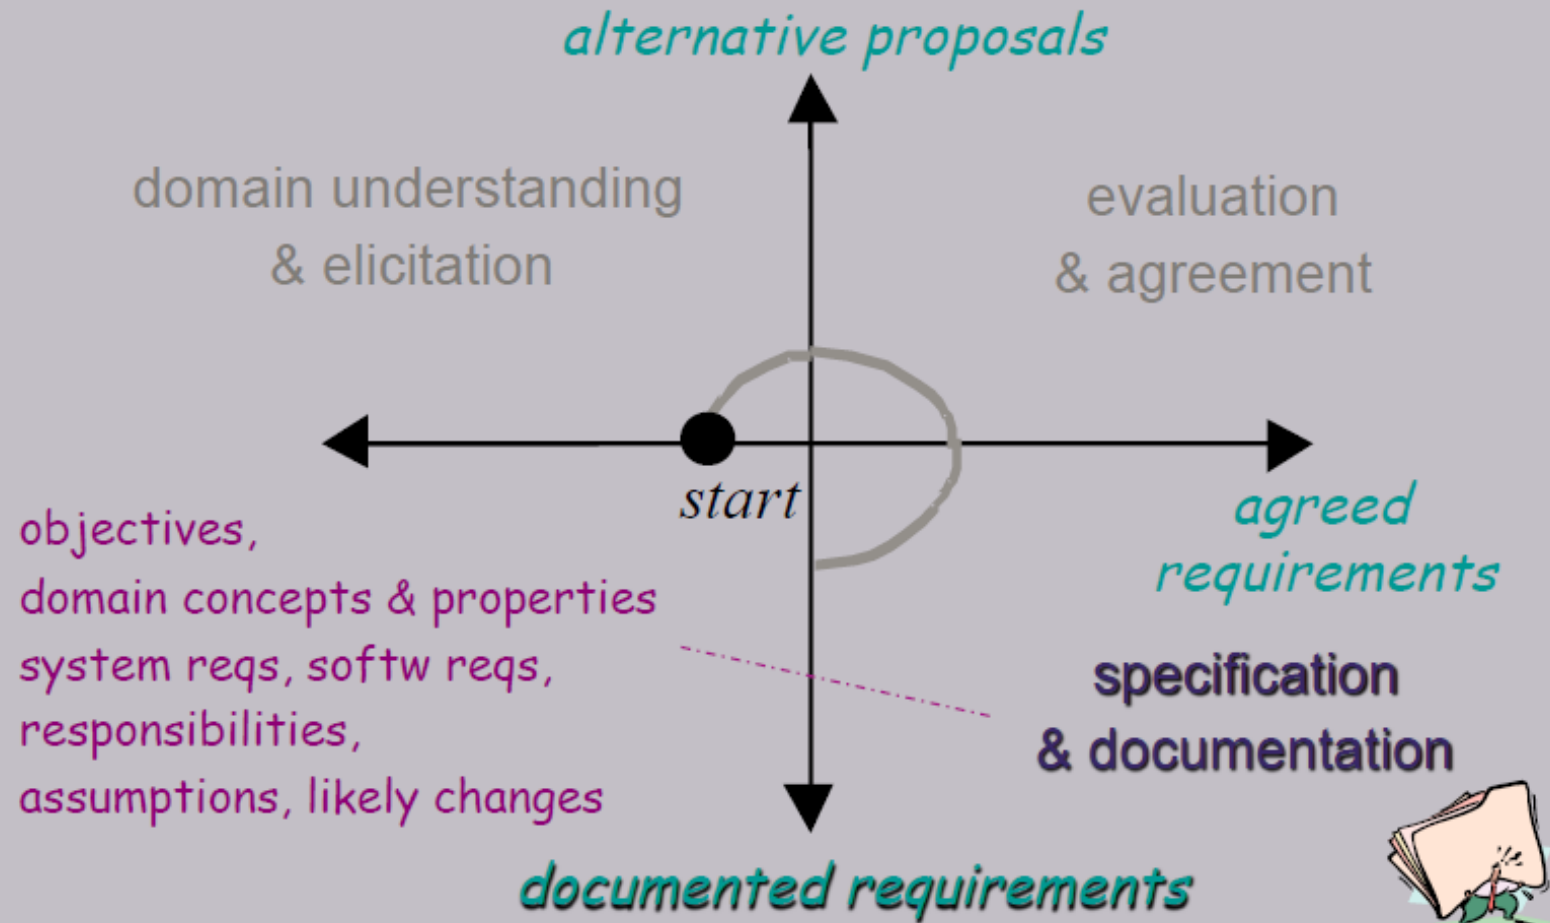 alternative proposals
domain understanding
& elicitation
evaluation
& agreement
start
agreed
requirements
objectives,
domain concepts & properties
system reqs, softw reqs,
responsibilities,
assumptions, likely changes
specification
& documentation
documented requirements